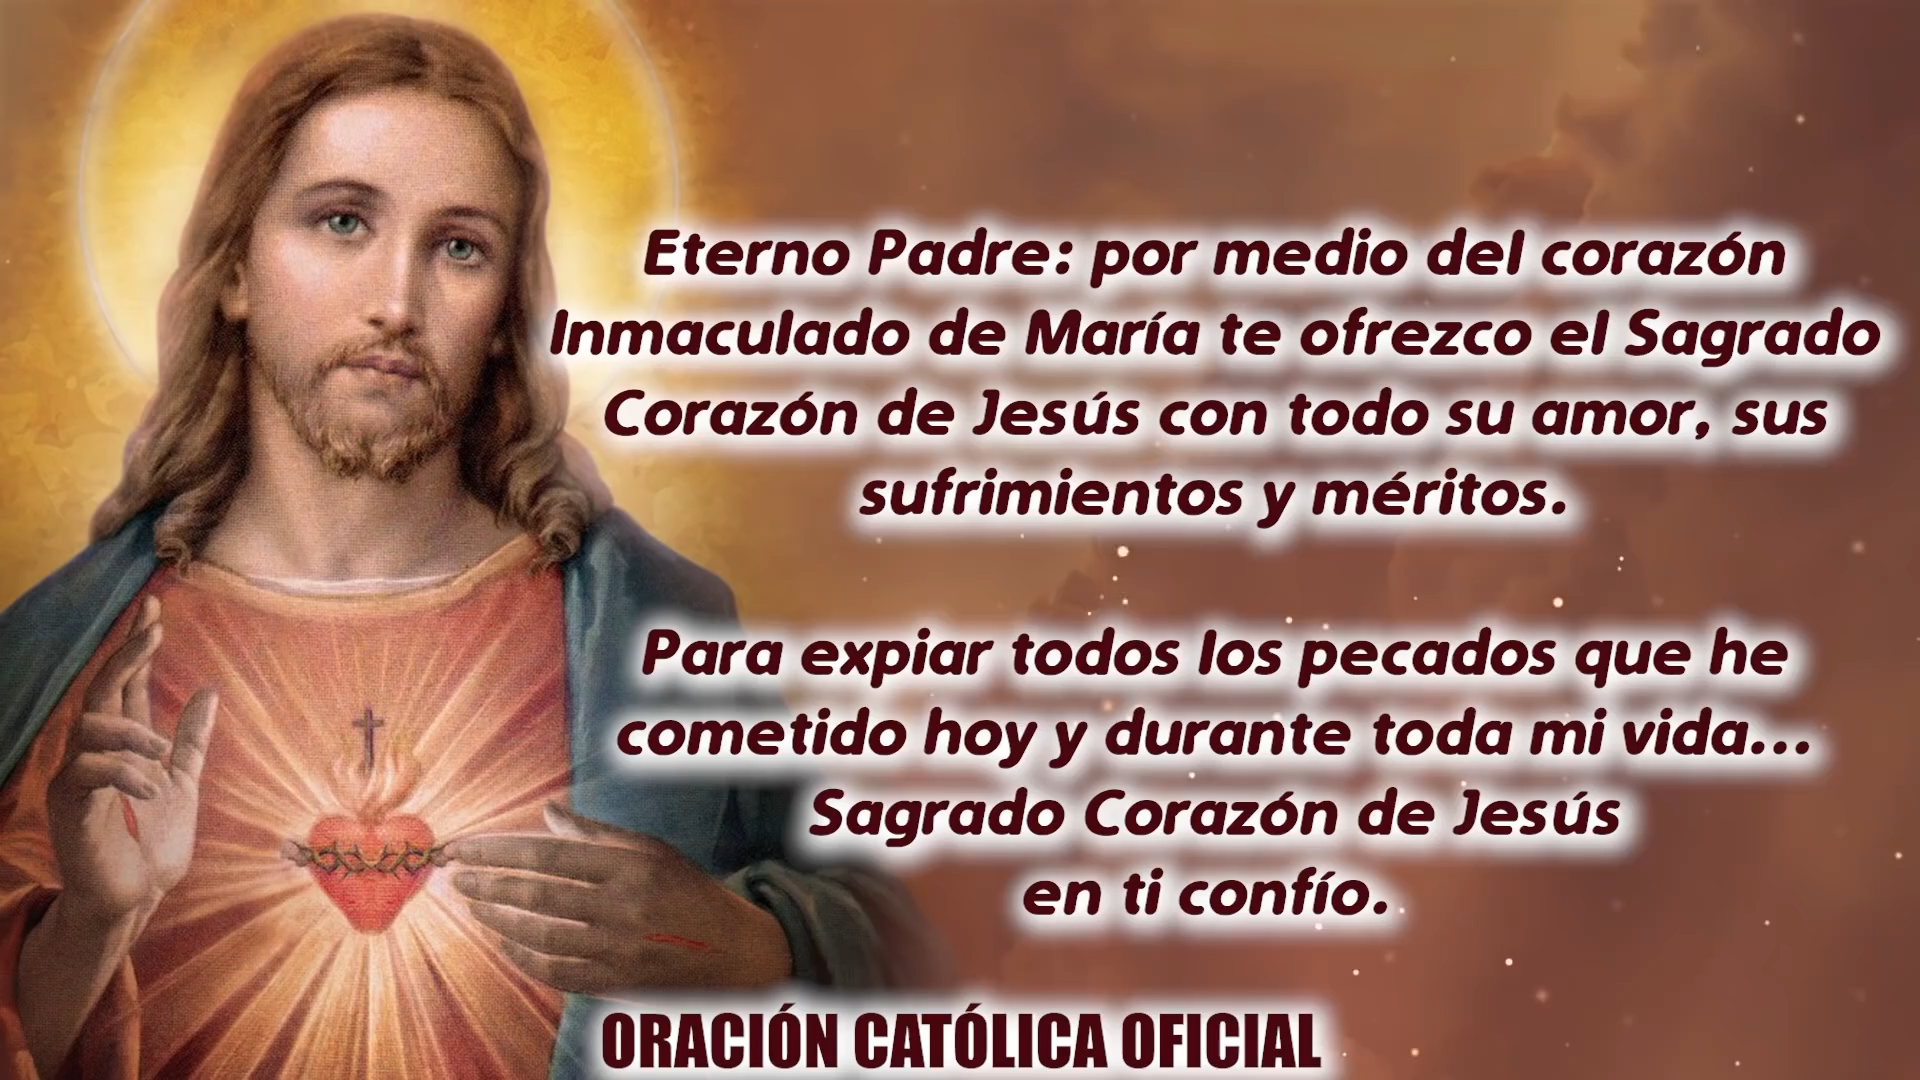 Eterno Padre: por medio del corazón
Inmaculado de María te ofrezco el Sagrado
Corazón de Jesús con todo su amor, sus
sufrimientos y méritos.
Para expiar todos los pecados que he
cometido hoy y durante toda mi vida...
Sagrado Corazón de Jesús
en ti confío.
ORACIÓN CATÓLICA OFICIAL